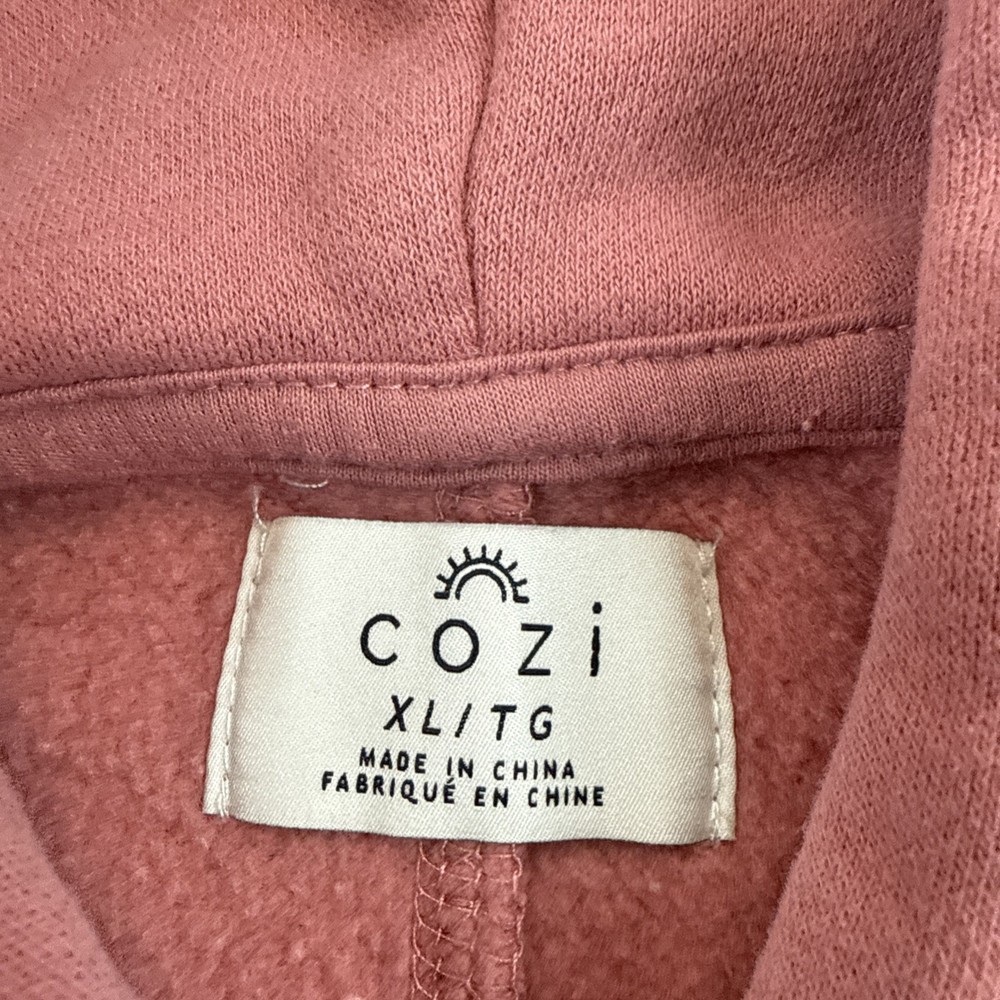 cozi
XL/TG
MADE IN CHINA
FABRIQUÉ EN CHINE